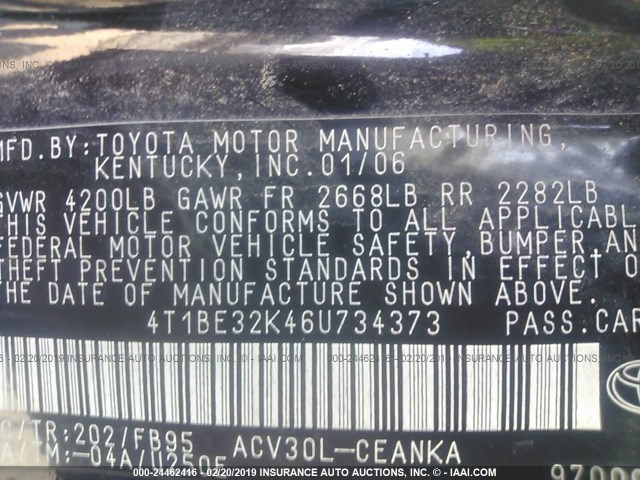 MFD.BY:TOYOTA MOTOR MANUFACTURING,
KENTUCKY,INC.01/06
GVWR 4200LB GAWR FR 2668LB RR 2282LB
THIS VEHICLE CONFORMS TO ALL APPLICABL
FEDERAL MOTOR VEHICLE SAFETY,BUMPER,AN
THEFT PREVENTION STANDARDS IN EFFECT O
THE DATE OF MANUFACTURE SHOWN ABOVE.
4T1BE32K46U734373 PASS.CAR
C/TR:202/FB95 ACV30L-CEANKA
A/TM:-04A/U250E
000-24462416 - 02/20/2019 - INSURANCE AUTO AUCTIONS, INC. - IAAI.COM